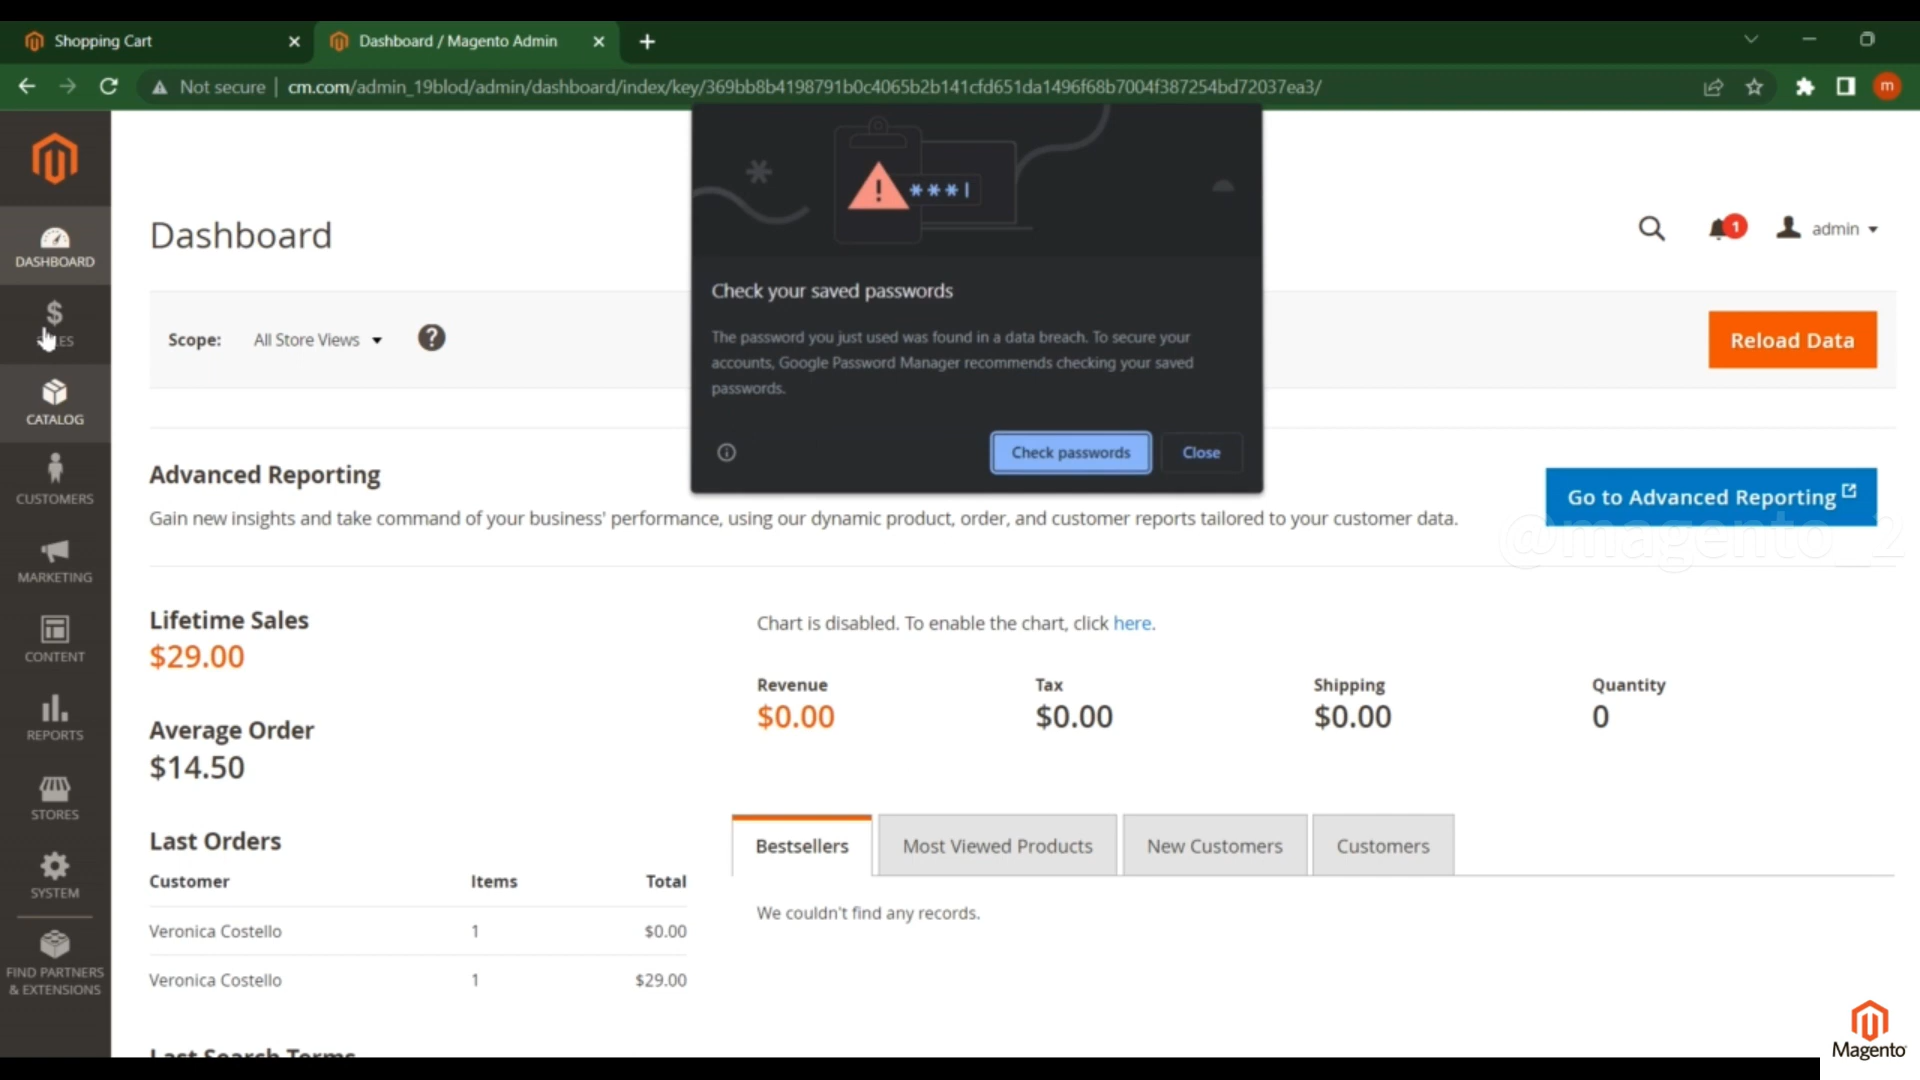 Shopping Cart
Dashboard / Magento Admin
Not secure
cm.com/admin_19blod/admin/dashboard/index/key/369bb8b4198791b0c4065b2b141cfd651da1496f68b7004f387254bd72037ea3/
m
DASHBOARD
CATALOG
CUSTOMERS
MARKETING
CONTENT
REPORTS
STORES
SYSTEM
FIND PARTNERS
& EXTENSIONS
Dashboard
1
admin
Scope:
All Store Views
?
Reload Data
***|
Check your saved passwords
The password you just used was found in a data breach. To secure your
accounts, Google Password Manager recommends checking your saved
passwords.
Check passwords
Close
Advanced Reporting
Gain new insights and take command of your business' performance, using our dynamic product, order, and customer reports tailored to your customer data.
Go to Advanced Reporting
@magento_2
Lifetime Sales
$29.00
Average Order
$14.50
Last Orders
Customer Items Total
Veronica Costello 1 $0.00
Veronica Costello 1 $29.00
Last Search Terms
Chart is disabled. To enable the chart, click here.
Revenue Tax Shipping Quantity
$0.00 $0.00 $0.00 0
Bestsellers
Most Viewed Products
New Customers
Customers
We couldn't find any records.
Magento